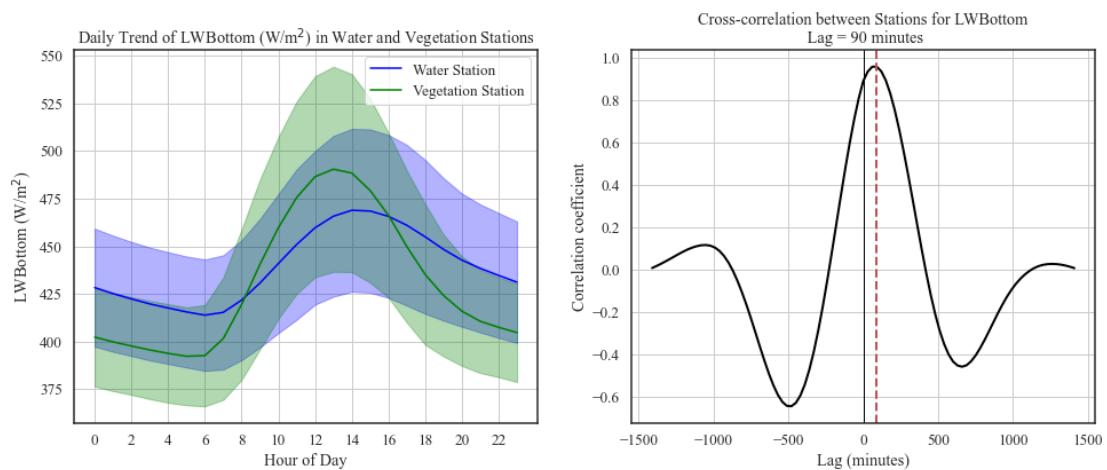 Daily Trend of LWBottom (W/m²) in Water and Vegetation Stations
550
525
500
475
450
425
400
375
LWBottom (W/m²)
Water Station
Vegetation Station
0 2 4 6 8 10 12 14 16 18 20 22
Hour of Day
Cross-correlation between Stations for LWBottom
Lag = 90 minutes
1.0
0.8
0.6
0.4
0.2
0.0
−0.2
−0.4
−0.6
Correlation coefficient
−1500 −1000 −500 0 500 1000 1500
Lag (minutes)